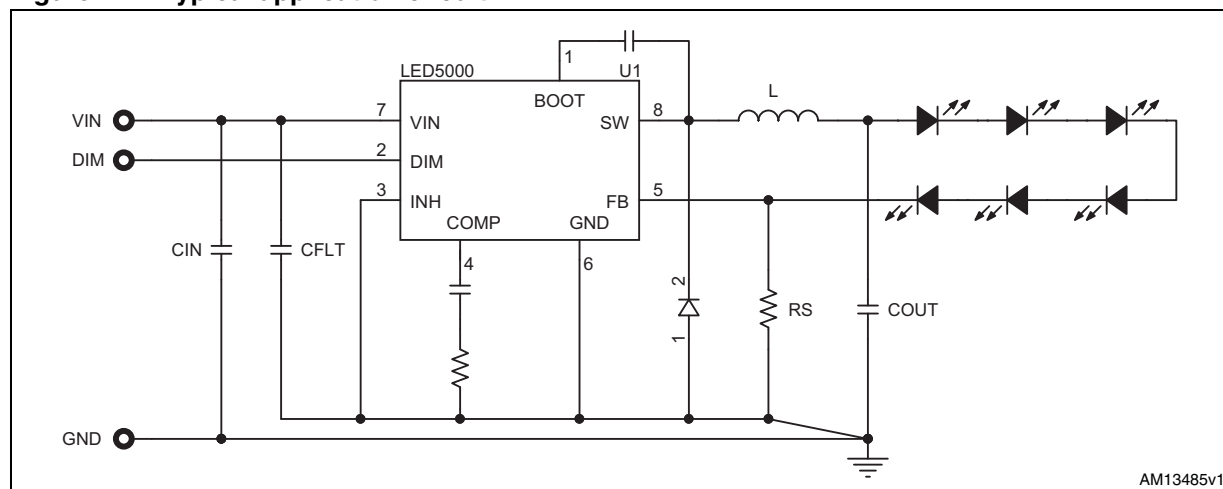 1
LED5000
U1
BOOT
L
VIN
7
VIN
SW
8
DIM
2
DIM
3
INH
FB
5
COMP
GND
CIN
CFLT
4
6
2
1
RS
COUT
GND
AM13485v1